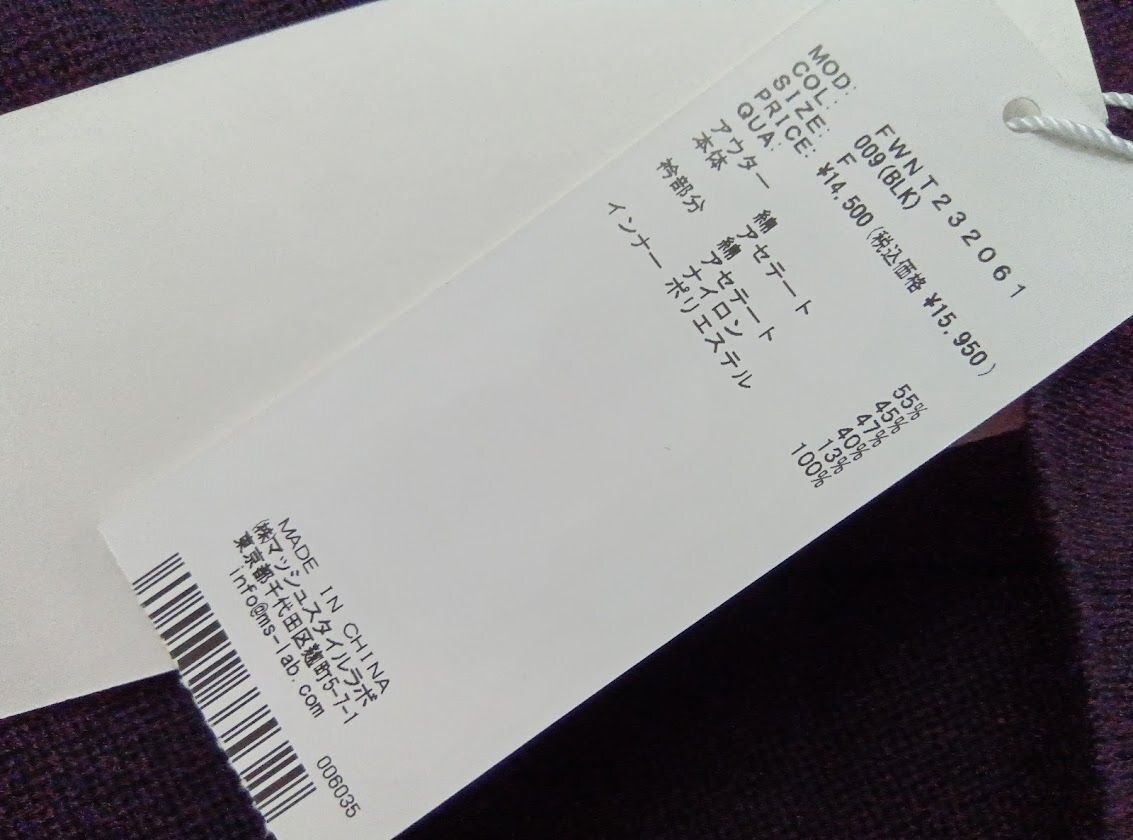 MOD: FWNT232061
COL: 009(BLK)
SIZE: F
PRICE: ¥14,500(税込価格 ¥15,950)
QUA:
アウター
本体 綿 55%
アセテート 45%
衿部分 綿 47%
アセテート 40%
ナイロン 13%
インナー ポリエステル 100%
MADE IN CHINA
(株)マッシュスタイルラボ
東京都千代田区麹町5-7-1
info@ms-lab.com
006035